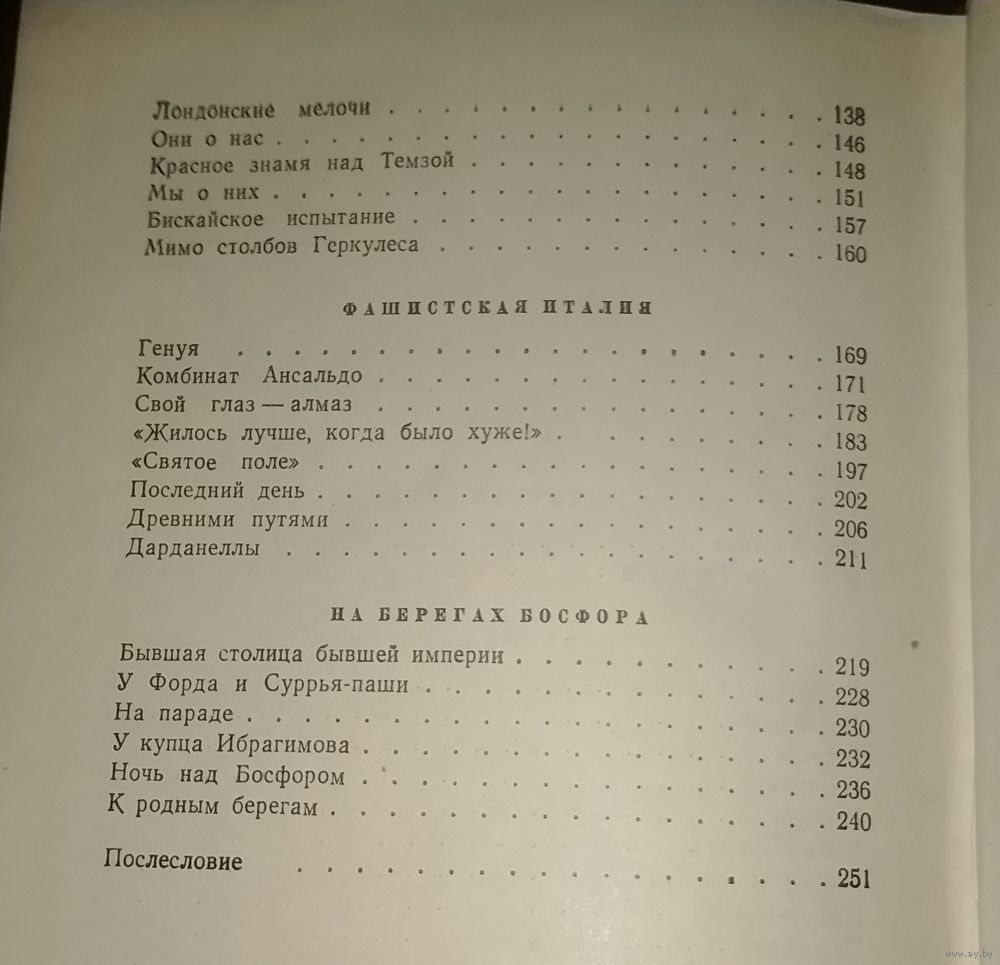 Лондонские мелочи . . . . . . . . . . . . . . . . 138
Они о нас . . . . . . . . . . . . . . . . . . . . 146
Красное знамя над Темзой . . . . . . . . . . . . . 148
Мы о них . . . . . . . . . . . . . . . . . . . . 151
Бискайское испытание . . . . . . . . . . . . . . . 157
Мимо столбов Геркулеса . . . . . . . . . . . . . . 160
ФАШИСТСКАЯ ИТАЛИЯ
Генуя . . . . . . . . . . . . . . . . . . . . . 169
Комбинат Ансальдо . . . . . . . . . . . . . . . . 171
Свой глаз — алмаз . . . . . . . . . . . . . . . . 178
«Жилось лучше, когда было хуже!» . . . . . . . . . 183
«Святое поле» . . . . . . . . . . . . . . . . . . 197
Последний день . . . . . . . . . . . . . . . . . . 202
Древними путями . . . . . . . . . . . . . . . . . 206
Дарданеллы . . . . . . . . . . . . . . . . . . . 211
НА БЕРЕГАХ БОСФОРА
Бывшая столица бывшей империи . . . . . . . . . . . 219
У Форда и Суррья-паши . . . . . . . . . . . . . . 228
На параде . . . . . . . . . . . . . . . . . . . . 230
У купца Ибрагимова . . . . . . . . . . . . . . . . 232
Ночь над Босфором . . . . . . . . . . . . . . . . 236
К родным берегам . . . . . . . . . . . . . . . . . 240
Послесловие . . . . . . . . . . . . . . . . . . 251
www.ay.by